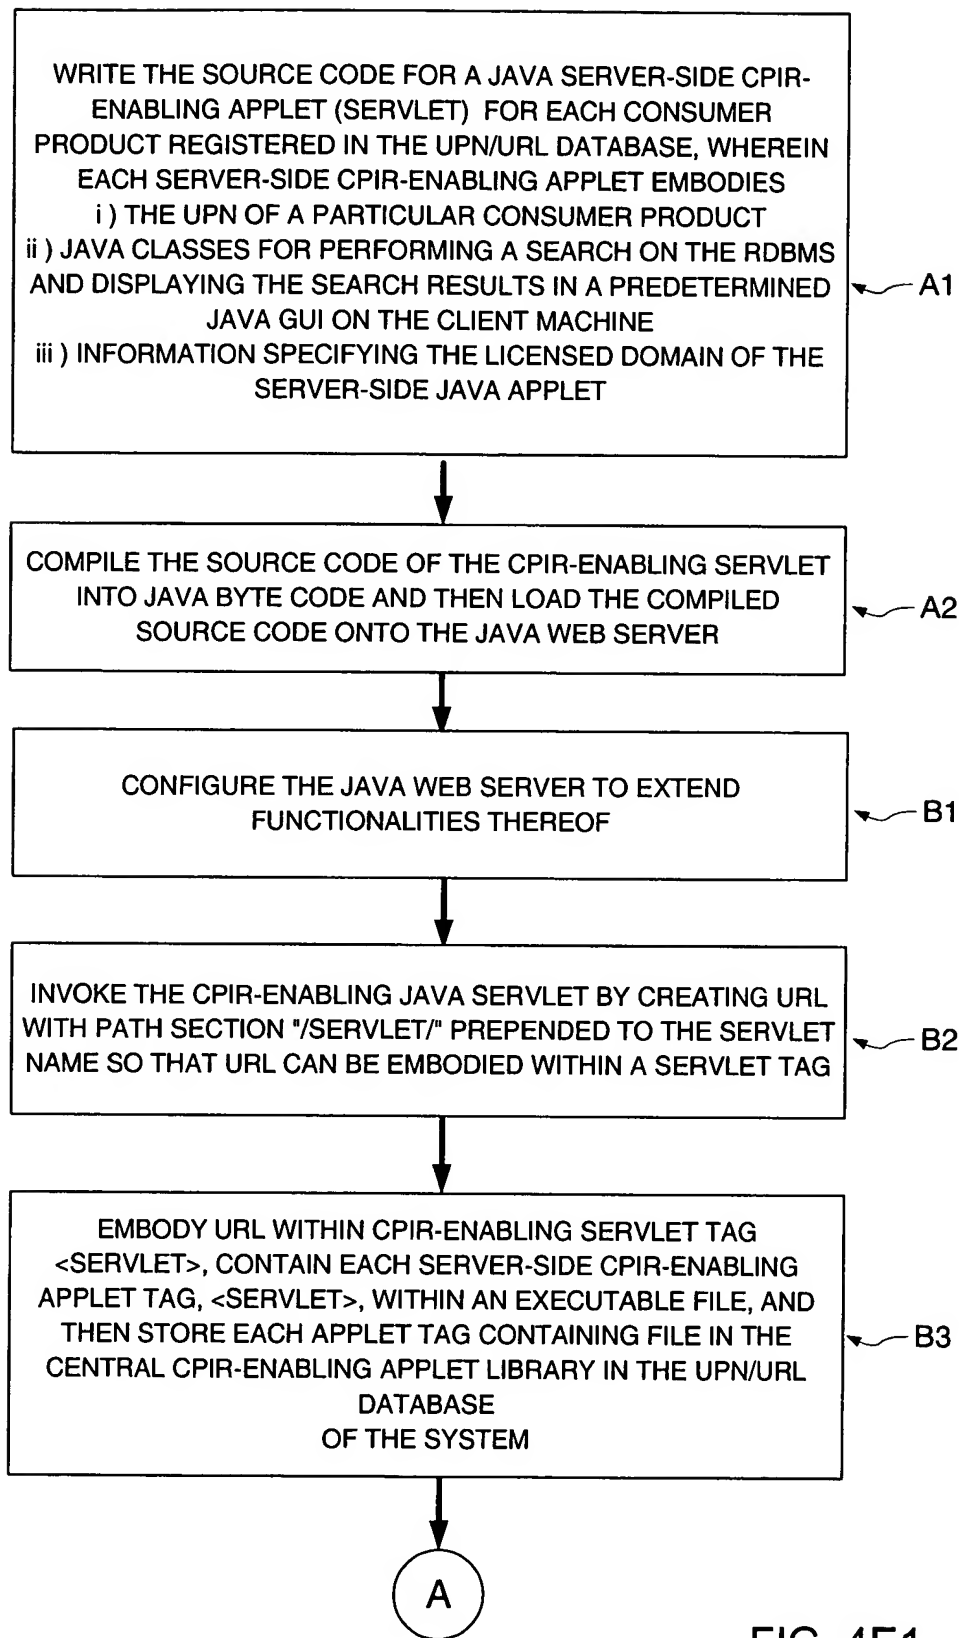 WRITE THE SOURCE CODE FOR A JAVA SERVER-SIDE CPIR-
ENABLING APPLET (SERVLET) FOR EACH CONSUMER
PRODUCT REGISTERED IN THE UPN/URL DATABASE, WHEREIN
EACH SERVER-SIDE CPIR-ENABLING APPLET EMBODIES
i ) THE UPN OF A PARTICULAR CONSUMER PRODUCT
ii ) JAVA CLASSES FOR PERFORMING A SEARCH ON THE RDBMS
AND DISPLAYING THE SEARCH RESULTS IN A PREDETERMINED
JAVA GUI ON THE CLIENT MACHINE
iii ) INFORMATION SPECIFYING THE LICENSED DOMAIN OF THE
SERVER-SIDE JAVA APPLET
A1
COMPILE THE SOURCE CODE OF THE CPIR-ENABLING SERVLET
INTO JAVA BYTE CODE AND THEN LOAD THE COMPILED
SOURCE CODE ONTO THE JAVA WEB SERVER
A2
CONFIGURE THE JAVA WEB SERVER TO EXTEND
FUNCTIONALITIES THEREOF
B1
INVOKE THE CPIR-ENABLING JAVA SERVLET BY CREATING URL
WITH PATH SECTION "/SERVLET/" PREPENDED TO THE SERVLET
NAME SO THAT URL CAN BE EMBODIED WITHIN A SERVLET TAG
B2
EMBODY URL WITHIN CPIR-ENABLING SERVLET TAG
<SERVLET>, CONTAIN EACH SERVER-SIDE CPIR-ENABLING
APPLET TAG, <SERVLET>, WITHIN AN EXECUTABLE FILE, AND
THEN STORE EACH APPLET TAG CONTAINING FILE IN THE
CENTRAL CPIR-ENABLING APPLET LIBRARY IN THE UPN/URL
DATABASE
OF THE SYSTEM
B3
A
FIG. 4E1